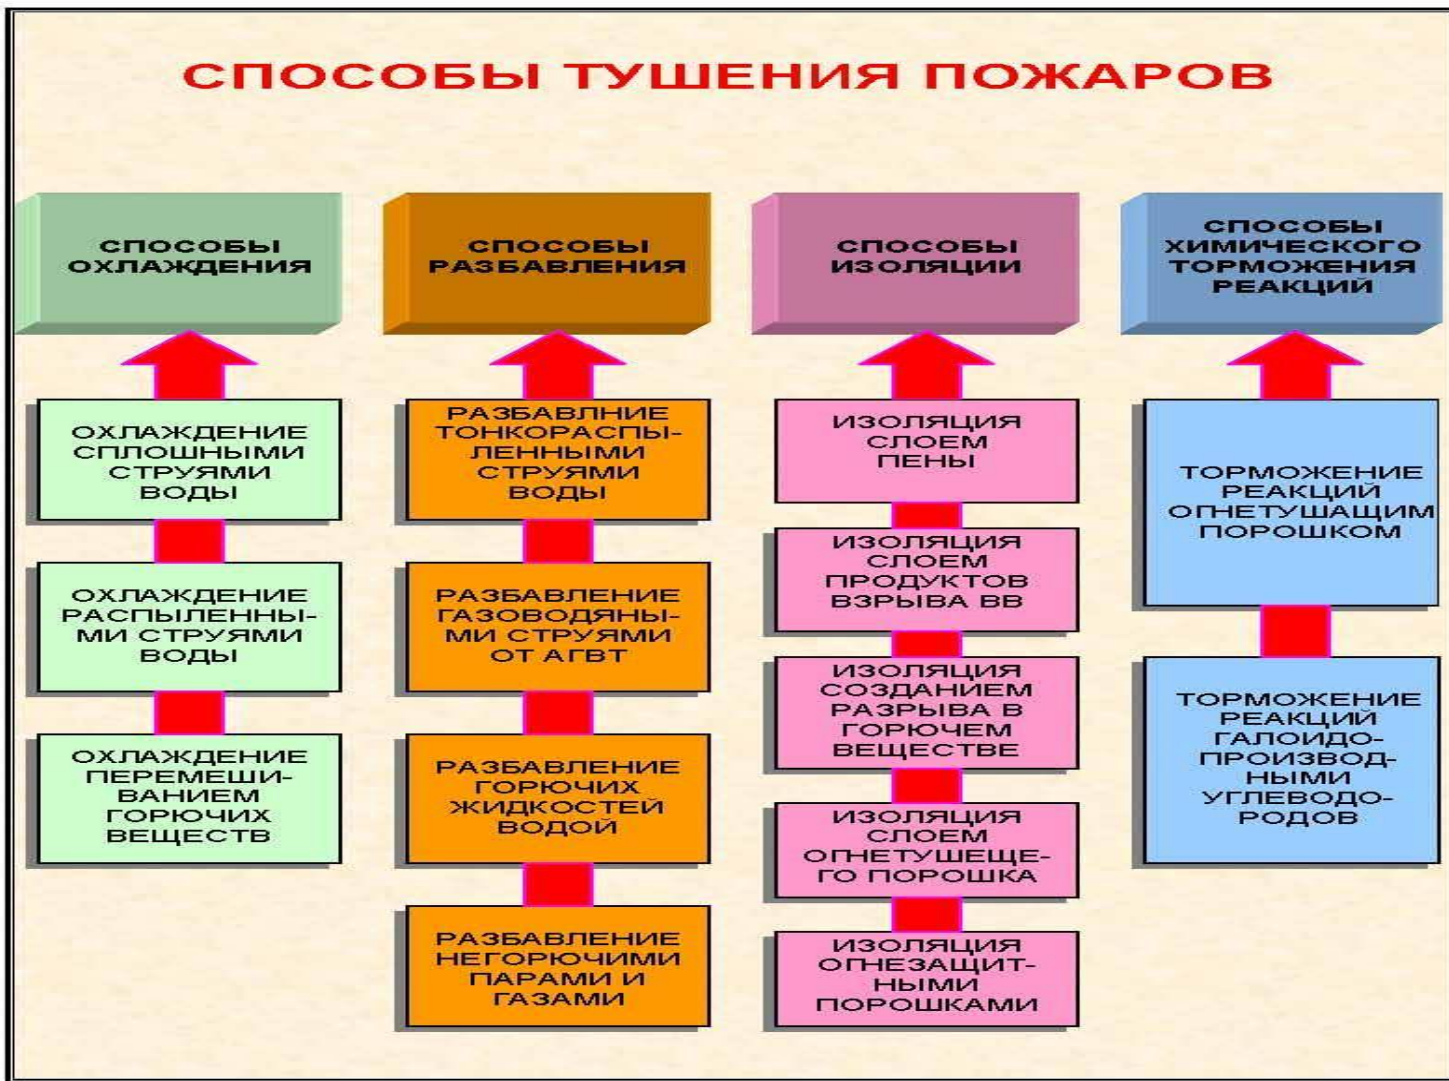 СПОСОБЫ ТУШЕНИЯ ПОЖАРОВ
СПОСОБЫ
ОХЛАЖДЕНИЯ
ОХЛАЖДЕНИЕ
СПЛОШНЫМИ
СТРУЯМИ
ВОДЫ
ОХЛАЖДЕНИЕ
РАСПЫЛЕННЫ-
МИ СТРУЯМИ
ВОДЫ
ОХЛАЖДЕНИЕ
ПЕРЕМЕШИ-
ВАНИЕМ
ГОРЮЧИХ
ВЕЩЕСТВ
СПОСОБЫ
РАЗБАВЛЕНИЯ
РАЗБАВЛНИЕ
ТОНКОРАСПЫ-
ЛЕННЫМИ
СТРУЯМИ
ВОДЫ
РАЗБАВЛЕНИЕ
ГАЗОВОДЯНЫ-
МИ СТРУЯМИ
ОТ АГВТ
РАЗБАВЛЕНИЕ
ГОРЮЧИХ
ЖИДКОСТЕЙ
ВОДОЙ
РАЗБАВЛЕНИЕ
НЕГОРЮЧИМИ
ПАРАМИ И
ГАЗАМИ
СПОСОБЫ
ИЗОЛЯЦИИ
ИЗОЛЯЦИЯ
СЛОЕМ
ПЕНЫ
ИЗОЛЯЦИЯ
СЛОЕМ
ПРОДУКТОВ
ВЗРЫВА ВВ
ИЗОЛЯЦИЯ
СОЗДАНИЕМ
РАЗРЫВА В
ГОРЮЧЕМ
ВЕЩЕСТВЕ
ИЗОЛЯЦИЯ
СЛОЕМ
ОГНЕТУШЕЩЕ-
ГО ПОРОШКА
ИЗОЛЯЦИЯ
ОГНЕЗАЩИТ-
НЫМИ
ПОРОШКАМИ
СПОСОБЫ
ХИМИЧЕСКОГО
ТОРМОЖЕНИЯ
РЕАКЦИЙ
ТОРМОЖЕНИЕ
РЕАКЦИЙ
ОГНЕТУШАЩИМ
ПОРОШКОМ
ТОРМОЖЕНИЕ
РЕАКЦИЙ
ГАЛОИДО-
ПРОИЗВОД-
НЫМИ
УГЛЕВОДО-
РОДОВ